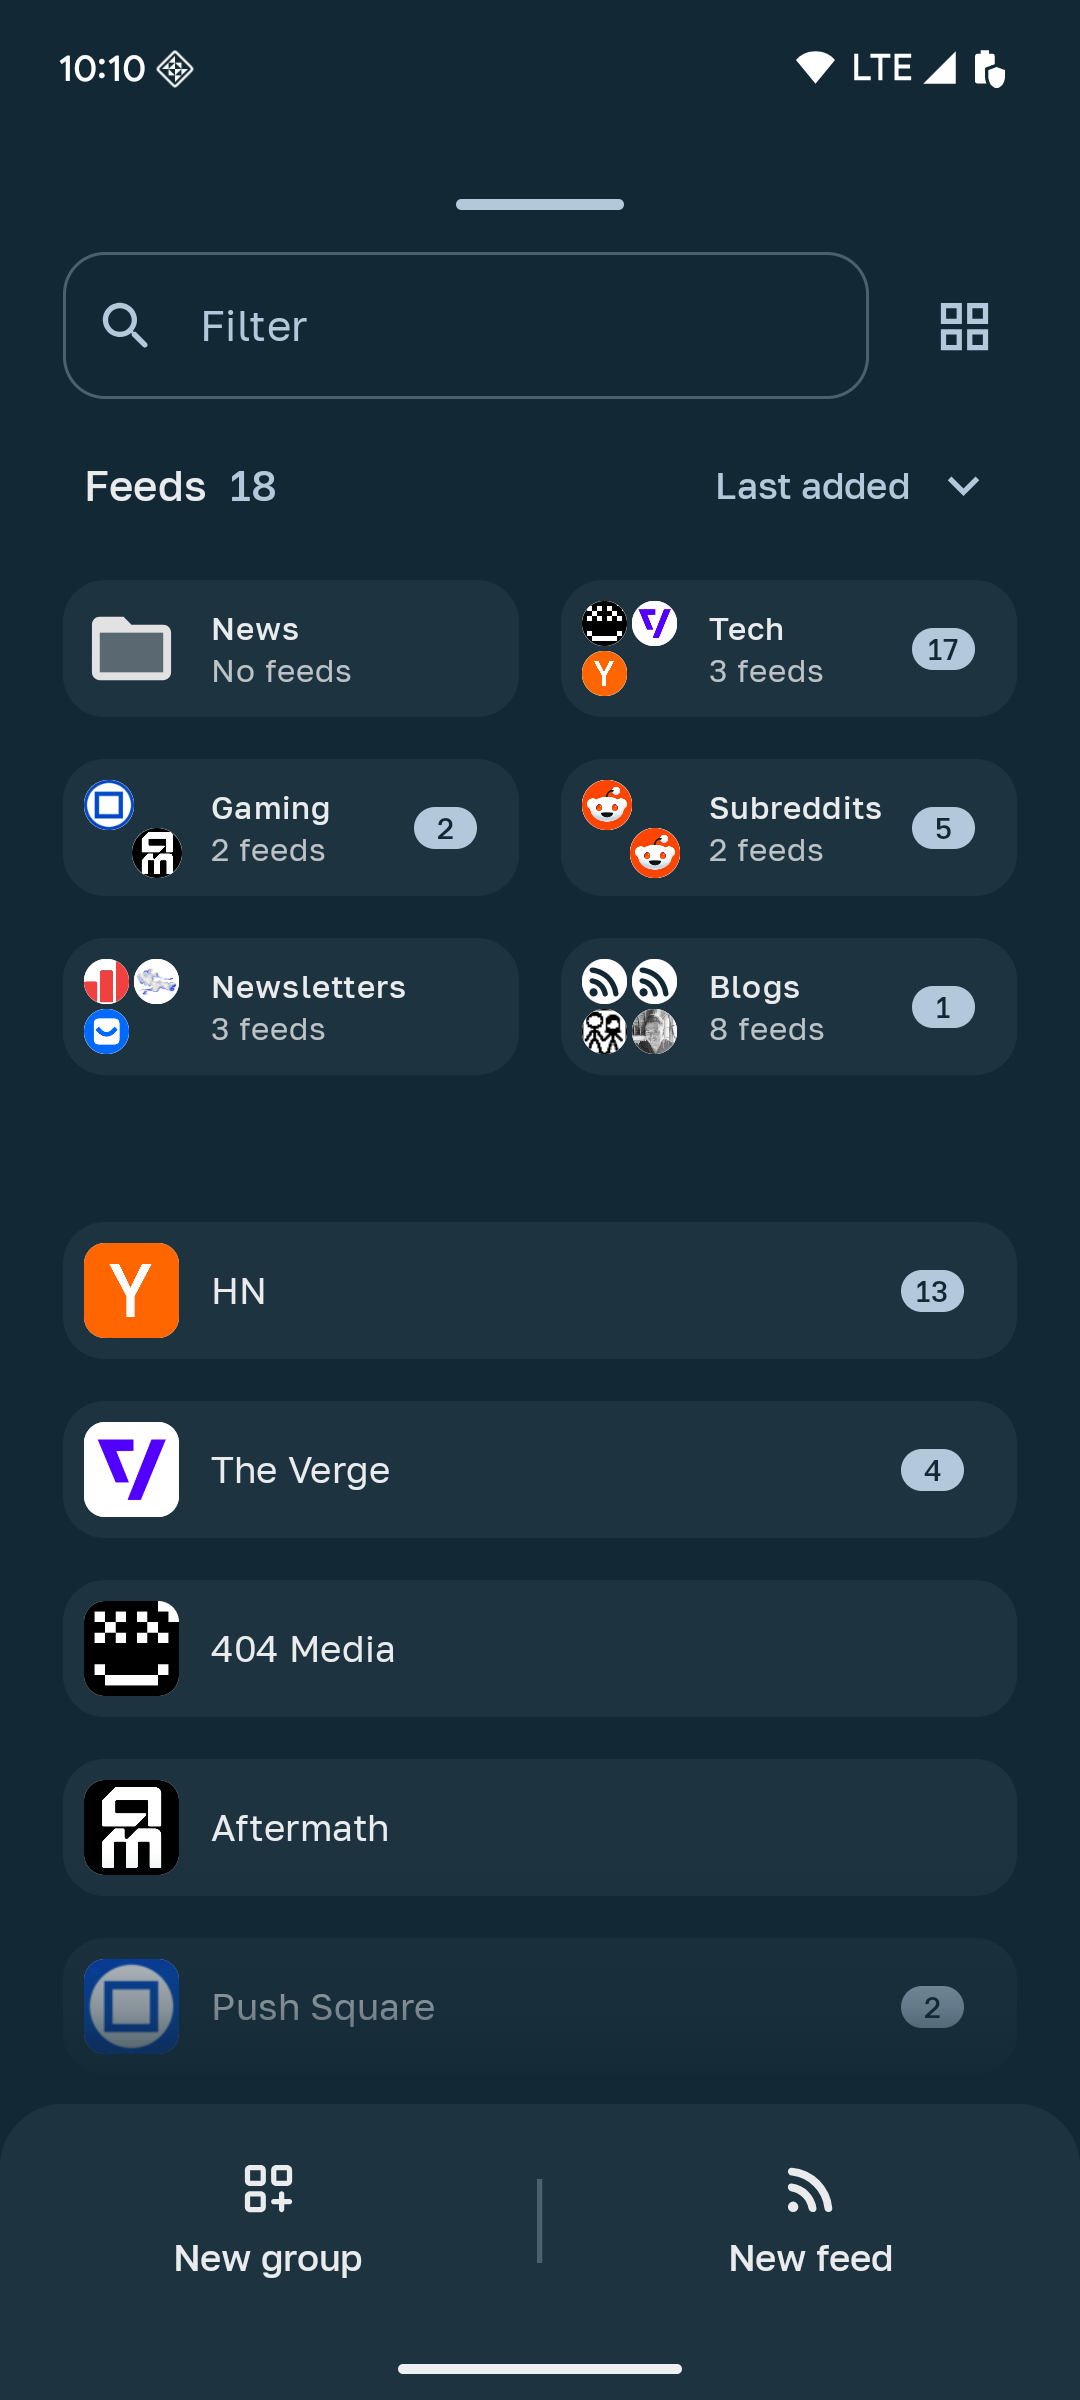 10:10 LTE
Filter
Feeds 18 Last added
News
No feeds
Tech
3 feeds
17
Gaming
2 feeds
2
Subreddits
2 feeds
5
Newsletters
3 feeds
Blogs
8 feeds
1
HN 13
The Verge 4
404 Media
Aftermath
Push Square 2
New group
New feed